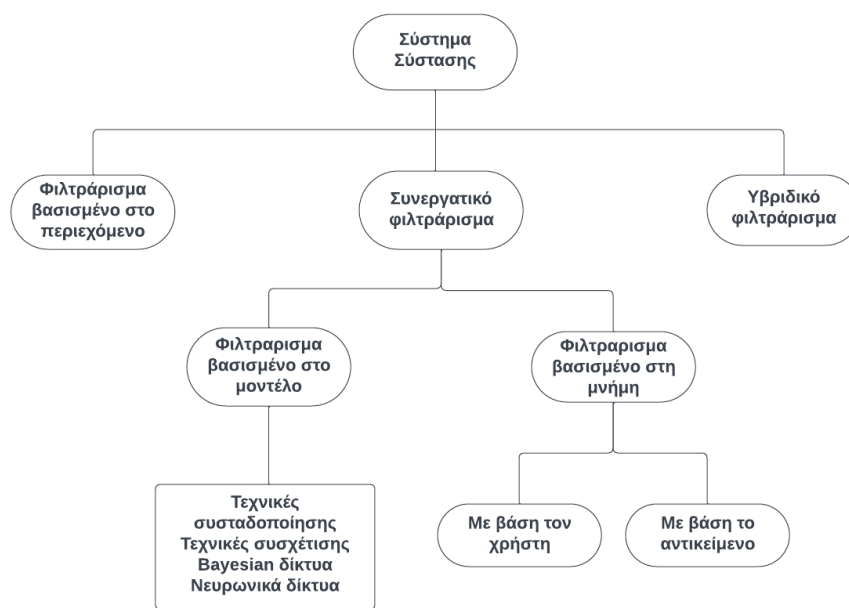 Σύστημα
Σύστασης
Φιλτράρισμα
βασισμένο στο
περιεχόμενο
Συνεργατικό
φιλτράρισμα
Υβριδικό
φιλτράρισμα
Φιλτραρισμα
βασισμένο στο
μοντέλο
Φιλτραρισμα
βασισμένο στη
μνήμη
Τεχνικές
συσταδοποίησης
Τεχνικές συσχέτισης
Bayesian δίκτυα
Νευρωνικά δίκτυα
Με βάση τον
χρήστη
Με βάση το
αντικείμενο